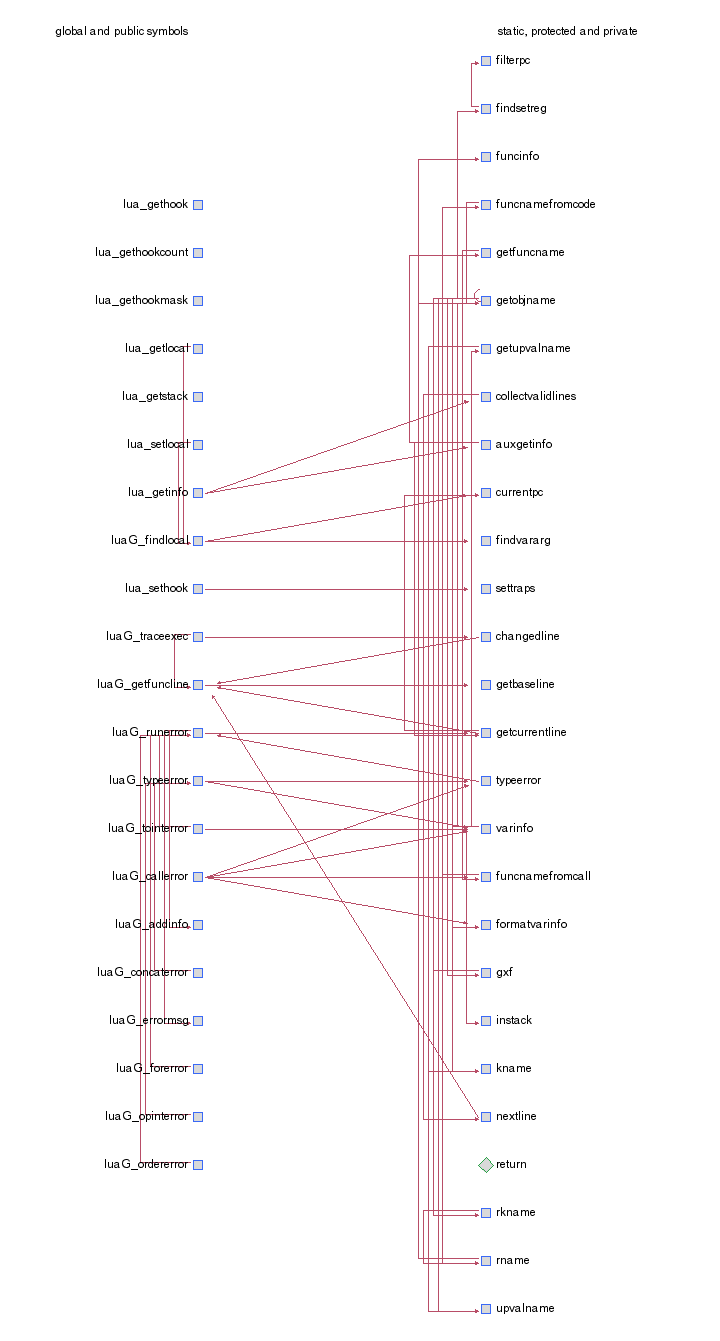 global and public symbols
static, protected and private
filterpc
findsetreg
funcinfo
lua_gethook
funcnamefromcode
lua_gethookcount
getfuncname
lua_gethookmask
getobjname
lua_getlocal
getupvalname
lua_getstack
collectvalidlines
lua_setlocal
auxgetinfo
lua_getinfo
currentpc
luaG_findlocal
findvararg
lua_sethook
settraps
luaG_traceexec
changedline
luaG_getfuncline
getbaseline
luaG_runerror
getcurrentline
luaG_typeerror
typeerror
luaG_tointerror
varinfo
luaG_callerror
funcnamefromcall
luaG_addinfo
formatvarinfo
luaG_concaterror
gxf
luaG_errormsg
instack
luaG_forerror
kname
luaG_opinterror
nextline
luaG_ordererror
return
rkname
rname
upvalname